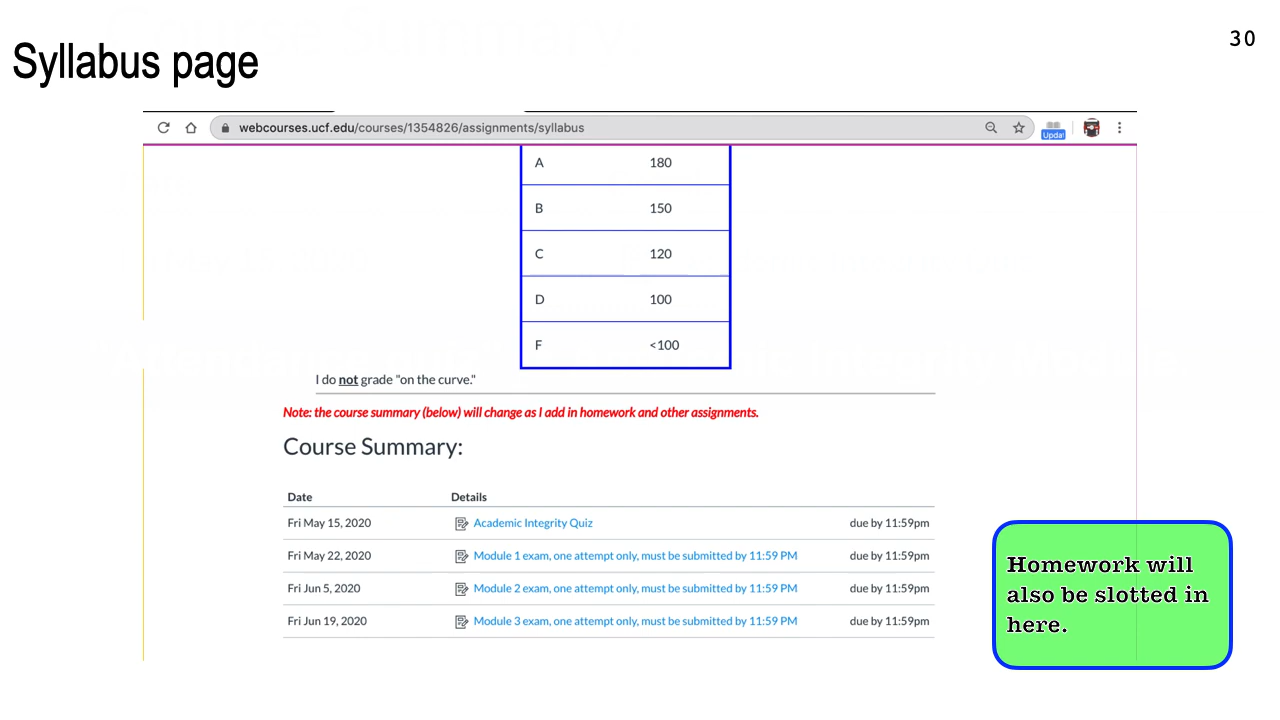 30
Syllabus page
webcourses.ucf.edu/courses/1354826/assignments/syllabus
Updat
A 180
B 150
C 120
D 100
F <100
I do not grade "on the curve."
Note: the course summary (below) will change as I add in homework and other assignments.
Course Summary:
Date Details
Fri May 15, 2020 Academic Integrity Quiz due by 11:59pm
Fri May 22, 2020 Module 1 exam, one attempt only, must be submitted by 11:59 PM due by 11:59pm
Fri Jun 5, 2020 Module 2 exam, one attempt only, must be submitted by 11:59 PM due by 11:59pm
Fri Jun 19, 2020 Module 3 exam, one attempt only, must be submitted by 11:59 PM due by 11:59pm
Homework will
also be slotted in
here.